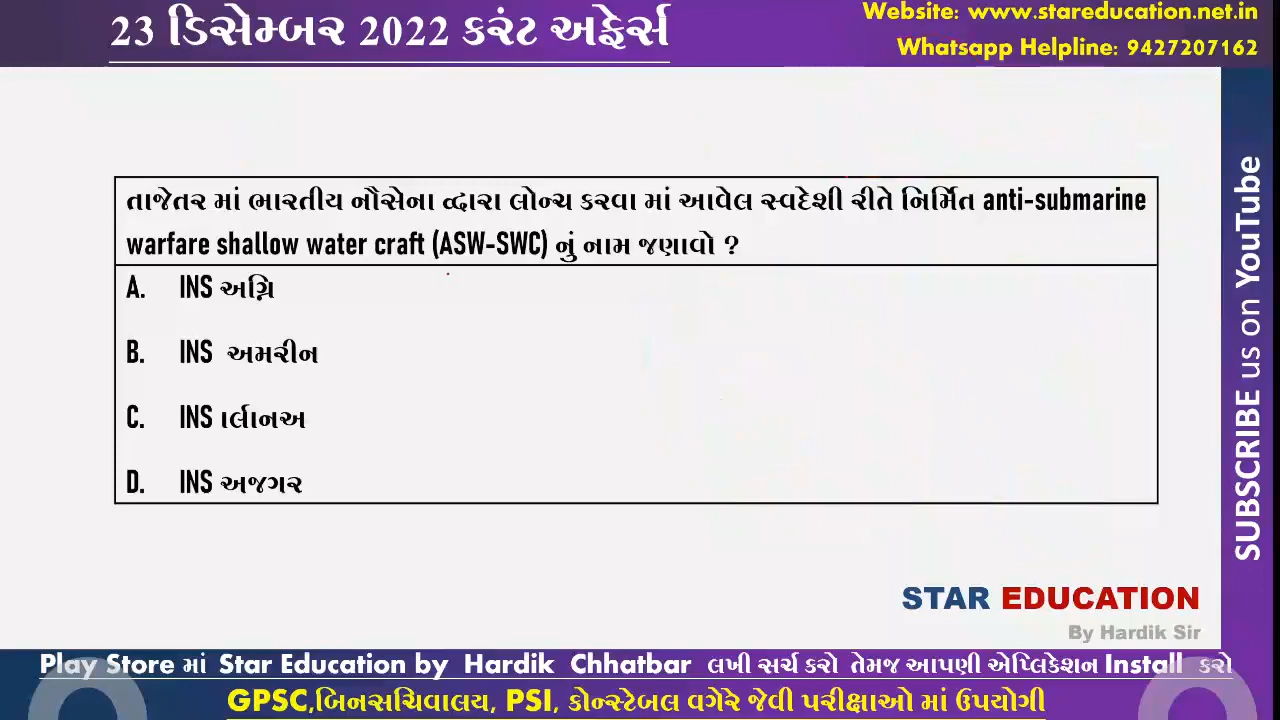 23 ડિસેમ્બર 2022 કરંટ અફેર્સ
Website: www.stareducation.net.in
Whatsapp Helpline: 9427207162
તાજેતર માં ભારતીય નૌસેના દ્વારા લોન્ચ કરવા માં આવેલ સ્વદેશી રીતે નિર્મિત anti-submarine
warfare shallow water craft (ASW-SWC) નું નામ જણાવો ?
A. INS અગ્નિ
B. INS અમરીન
C. INS ાર્લાનઅ
D. INS અજગર
SUBSCRIBE us on YouTube
STAR EDUCATION
By Hardik Sir
Play Store માં Star Education by Hardik Chhatbar લખી સર્ચ કરો તેમજ આપણી એપ્લિકેશન Install કરો
GPSC,બિનસચિવાલય, PSI, કોન્સ્ટેબલ વગેરે જેવી પરીક્ષાઓ માં ઉપયોગી